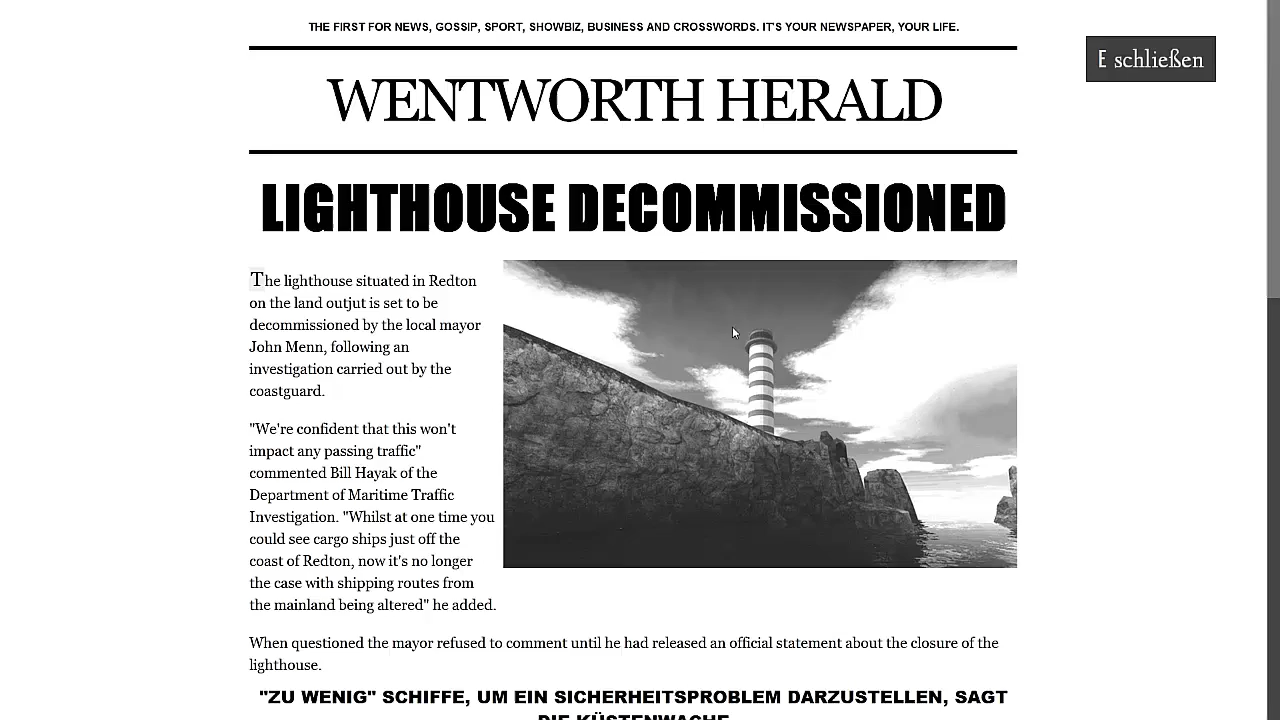 THE FIRST FOR NEWS, GOSSIP, SPORT, SHOWBIZ, BUSINESS AND CROSSWORDS. IT'S YOUR NEWSPAPER, YOUR LIFE.
E schließen
WENTWORTH HERALD
LIGHTHOUSE DECOMMISSIONED
The lighthouse situated in Redton
on the land outjut is set to be
decommissioned by the local mayor
John Menn, following an
investigation carried out by the
coastguard.
"We're confident that this won't
impact any passing traffic"
commented Bill Hayak of the
Department of Maritime Traffic
Investigation. "Whilst at one time you
could see cargo ships just off the
coast of Redton, now it's no longer
the case with shipping routes from
the mainland being altered" he added.
When questioned the mayor refused to comment until he had released an official statement about the closure of the
lighthouse.
"ZU WENIG" SCHIFFE, UM EIN SICHERHEITSPROBLEM DARZUSTELLEN, SAGT
DIE KÜSTENWACHE